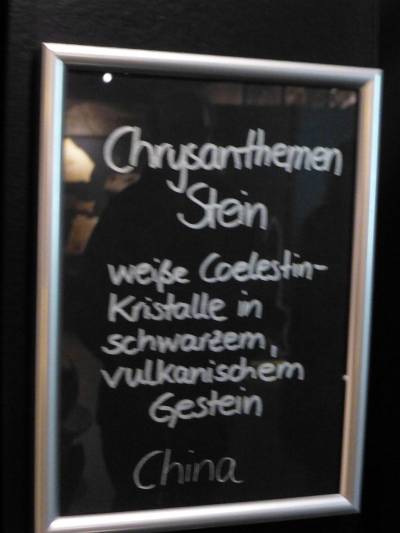 Chrysanthemen
Stein
weiße Coelestin-
Kristalle in
schwarzem,
vulkanischem
Gestein
China